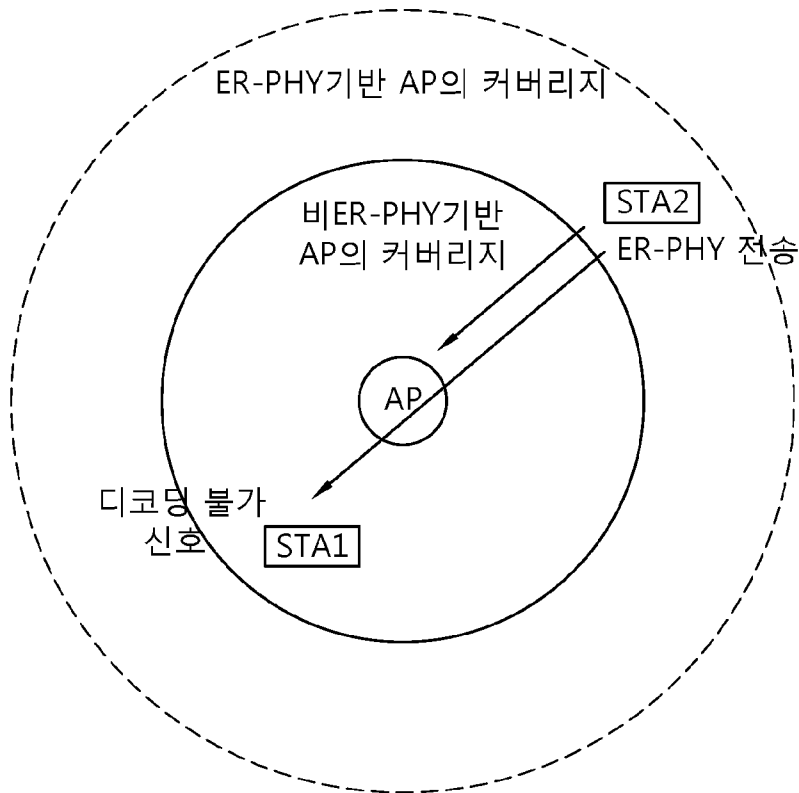 ER-PHY기반 AP의 커버리지
비ER-PHY기반
AP의 커버리지
STA2
ER-PHY 전송
AP
디코딩 불가
신호
STA1